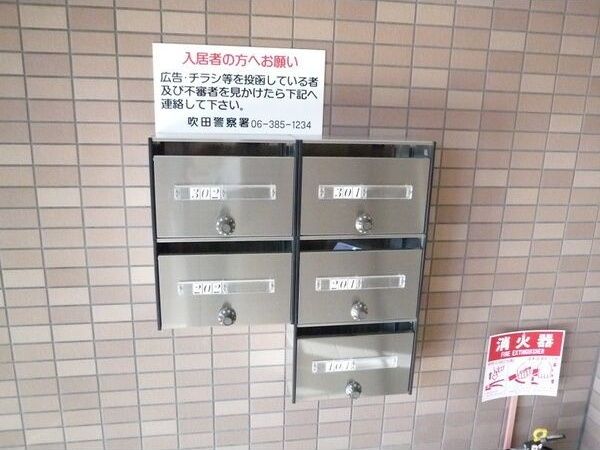 入居者の方へお願い
広告・チラシ等を投函している者
及び不審者を見かけたら下記へ
連絡して下さい。
吹田警察署 06-385-1234
302
301
202
201
101
消火器
FIRE EXTINGUISHER